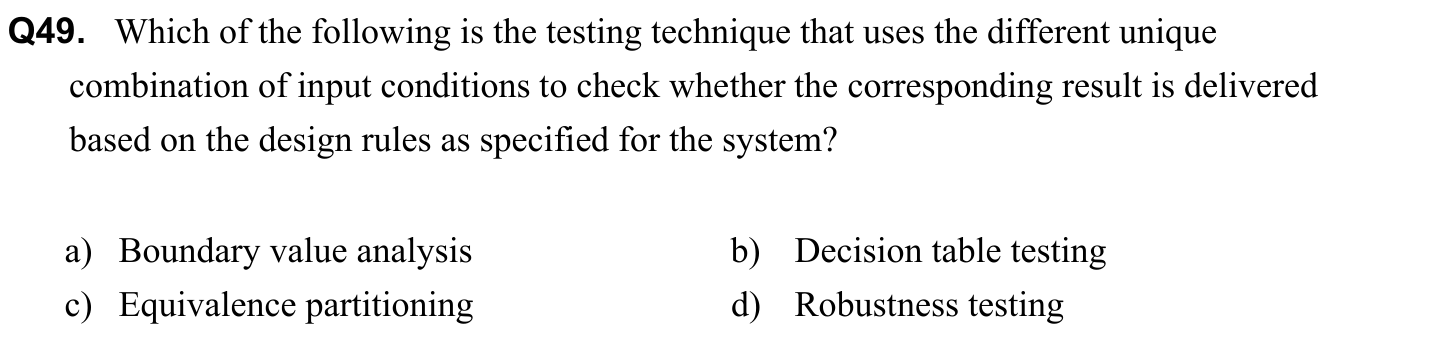 Q49. Which of the following is the testing technique that uses the different unique
combination of input conditions to check whether the corresponding result is delivered
based on the design rules as specified for the system?
a) Boundary value analysis b) Decision table testing
c) Equivalence partitioning d) Robustness testing